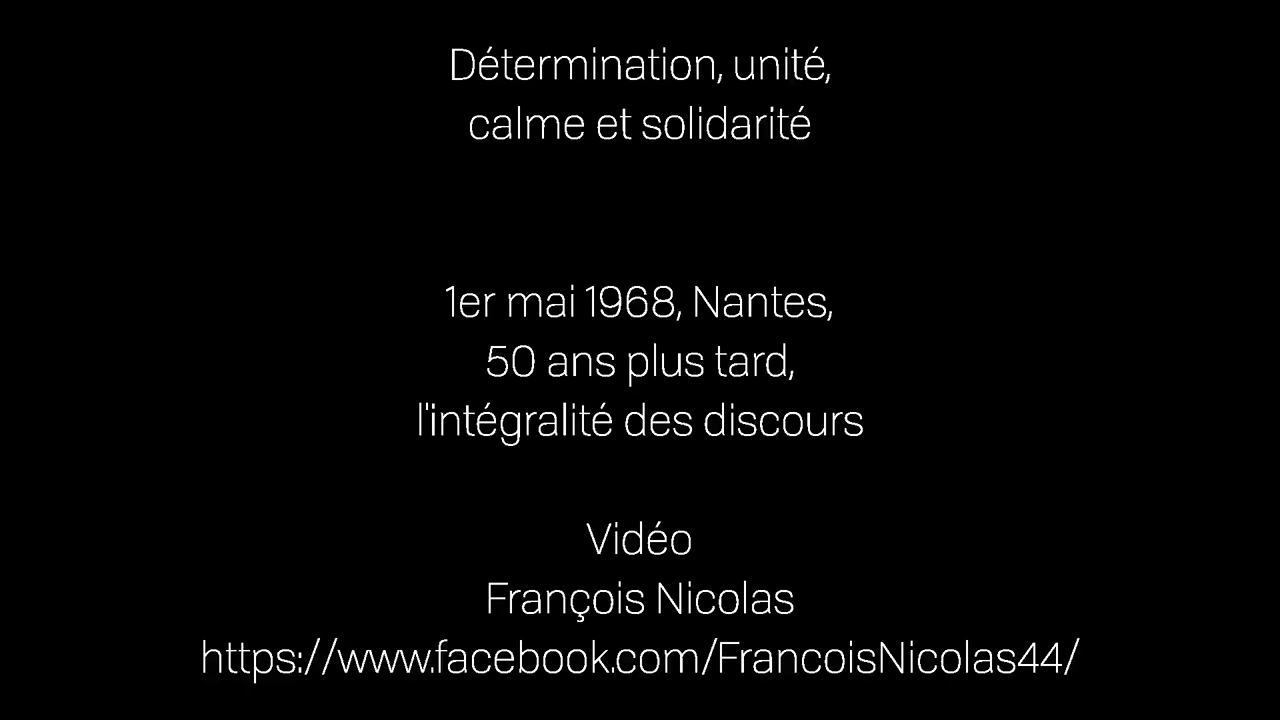 Détermination, unité,
calme et solidarité
1er mai 1968, Nantes,
50 ans plus tard,
l'intégralité des discours
Vidéo
François Nicolas
https://www.facebook.com/FrancoisNicolas44/